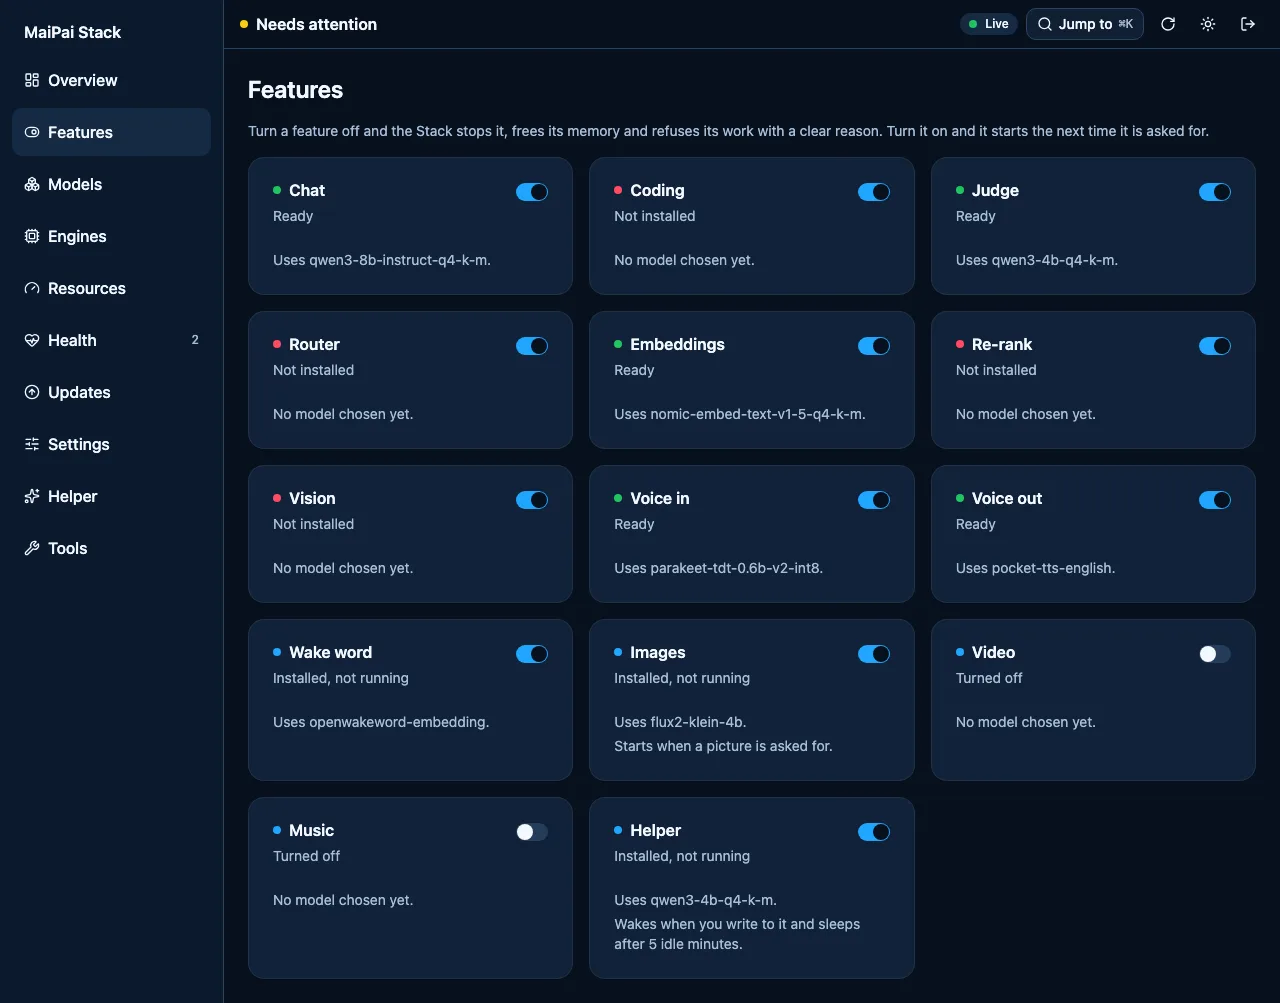 MaiPai Stack
Overview
Features
Models
Engines
Resources
Health 2
Updates
Settings
Helper
Tools
Needs attention
Live
Jump to ⌘K
Features
Turn a feature off and the Stack stops it, frees its memory and refuses its work with a clear reason. Turn it on and it starts the next time it is asked for.
Chat
Ready
Uses qwen3-8b-instruct-q4-k-m.
Coding
Not installed
No model chosen yet.
Judge
Ready
Uses qwen3-4b-q4-k-m.
Router
Not installed
No model chosen yet.
Embeddings
Ready
Uses nomic-embed-text-v1-5-q4-k-m.
Re-rank
Not installed
No model chosen yet.
Vision
Not installed
No model chosen yet.
Voice in
Ready
Uses parakeet-tdt-0.6b-v2-int8.
Voice out
Ready
Uses pocket-tts-english.
Wake word
Installed, not running
Uses openwakeword-embedding.
Images
Installed, not running
Uses flux2-klein-4b.
Starts when a picture is asked for.
Video
Turned off
No model chosen yet.
Music
Turned off
No model chosen yet.
Helper
Installed, not running
Uses qwen3-4b-q4-k-m.
Wakes when you write to it and sleeps
after 5 idle minutes.